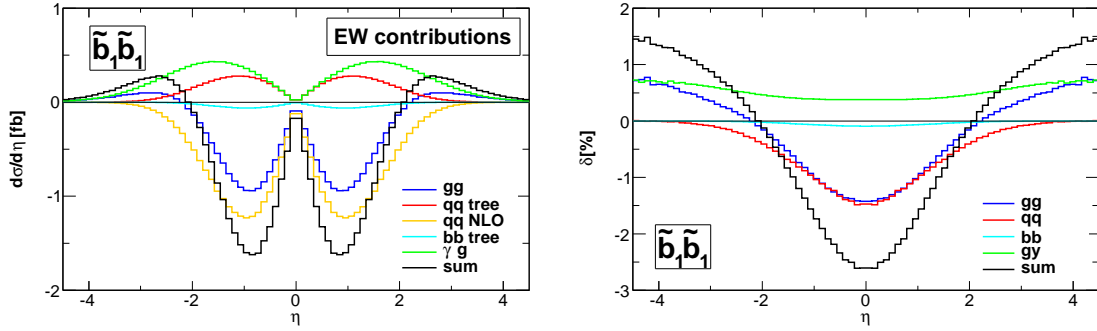 1
0
-1
-2
dσ/dη [fb]
b̃₁b̃₁
EW contributions
gg
qq tree
qq NLO
bb tree
γ g
sum
-4
-2
0
2
4
η
2
1
0
-1
-2
-3
δ[%]
b̃₁b̃₁
gg
qq
bb
gy
sum
-4
-2
0
2
4
η